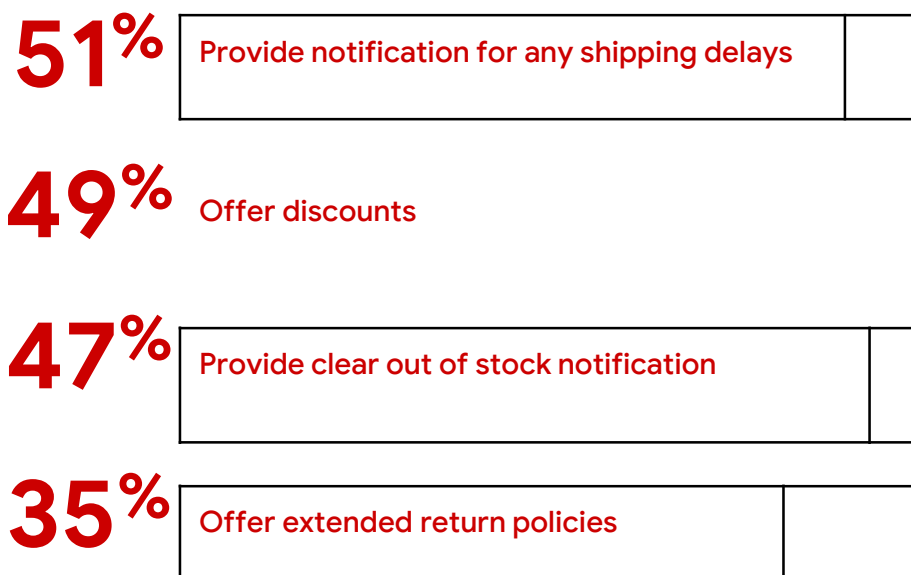 51% Provide notification for any shipping delays
49% Offer discounts
47% Provide clear out of stock notification
35% Offer extended return policies